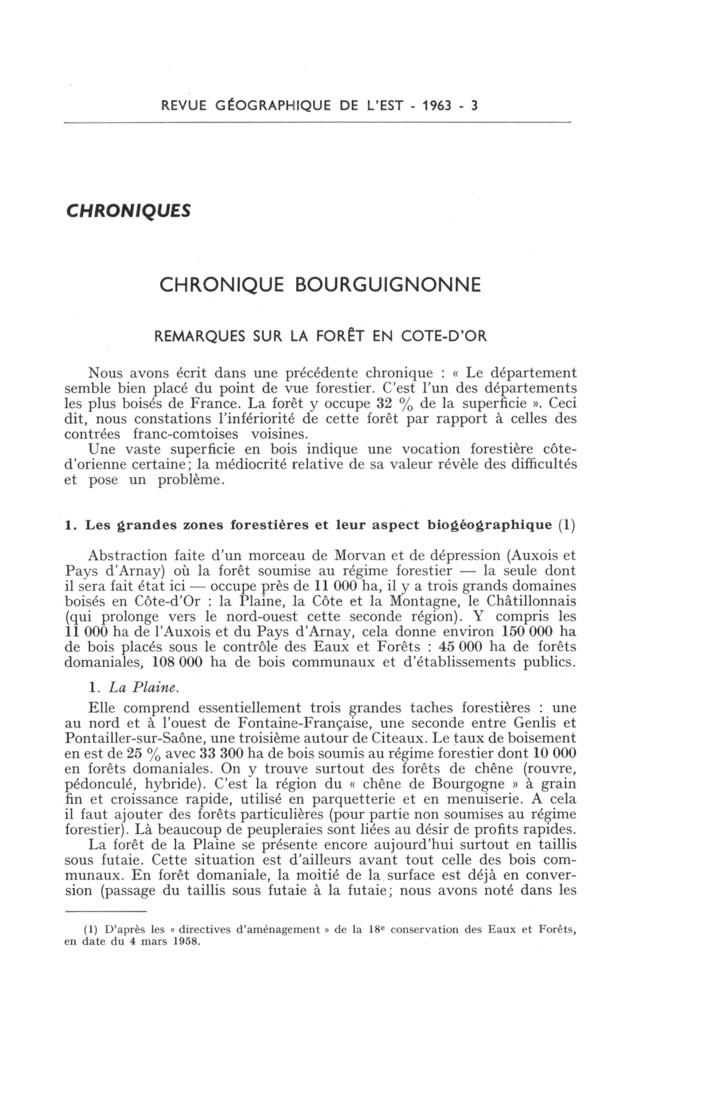 REVUE GÉOGRAPHIQUE DE L'EST - 1963 - 3
CHRONIQUES
CHRONIQUE BOURGUIGNONNE
REMARQUES SUR LA FORÊT EN COTE-D'OR
Nous avons écrit dans une précédente chronique : « Le département
semble bien placé du point de vue forestier. C'est l'un des départements
les plus boisés de France. La forêt y occupe 32 % de la superficie ». Ceci
dit, nous constations l'infériorité de cette forêt par rapport à celles des
contrées franc-comtoises voisines.
Une vaste superficie en bois indique une vocation forestière côte-
d'orienne certaine; la médiocrité relative de sa valeur révèle des difficultés
et pose un problème.
1. Les grandes zones forestières et leur aspect biogéographique (1)
Abstraction faite d'un morceau de Morvan et de dépression (Auxois et
Pays d'Arnay) où la forêt soumise au régime forestier — la seule dont
il sera fait état ici — occupe près de 11 000 ha, il y a trois grands domaines
boisés en Côte-d'Or : la Plaine, la Côte et la Montagne, le Châtillonnais
(qui prolonge vers le nord-ouest cette seconde région). Y compris les
11 000 ha de l'Auxois et du Pays d'Arnay, cela donne environ 150 000 ha
de bois placés sous le contrôle des Eaux et Forêts : 45 000 ha de forêts
domaniales, 108 000 ha de bois communaux et d'établissements publics.
1. La Plaine.
Elle comprend essentiellement trois grandes taches forestières : une
au nord et à l'ouest de Fontaine-Française, une seconde entre Genlis et
Pontailler-sur-Saône, une troisième autour de Citeaux. Le taux de boisement
en est de 25 % avec 33 300 ha de bois soumis au régime forestier dont 10 000
en forêts domaniales. On y trouve surtout des forêts de chêne (rouvre,
pédonculé, hybride). C'est la région du « chêne de Bourgogne » à grain
fin et croissance rapide, utilisé en parquetterie et en menuiserie. A cela
il faut ajouter des forêts particulières (pour partie non soumises au régime
forestier). Là beaucoup de peupleraies sont liées au désir de profits rapides.
La forêt de la Plaine se présente encore aujourd'hui surtout en taillis
sous futaie. Cette situation est d'ailleurs avant tout celle des bois com-
munaux. En forêt domaniale, la moitié de la surface est déjà en conver-
sion (passage du taillis sous futaie à la futaie; nous avons noté dans les
(1) D'après les « directives d'aménagement » de la 18e conservation des Eaux et Forêts,
en date du 4 mars 1958.